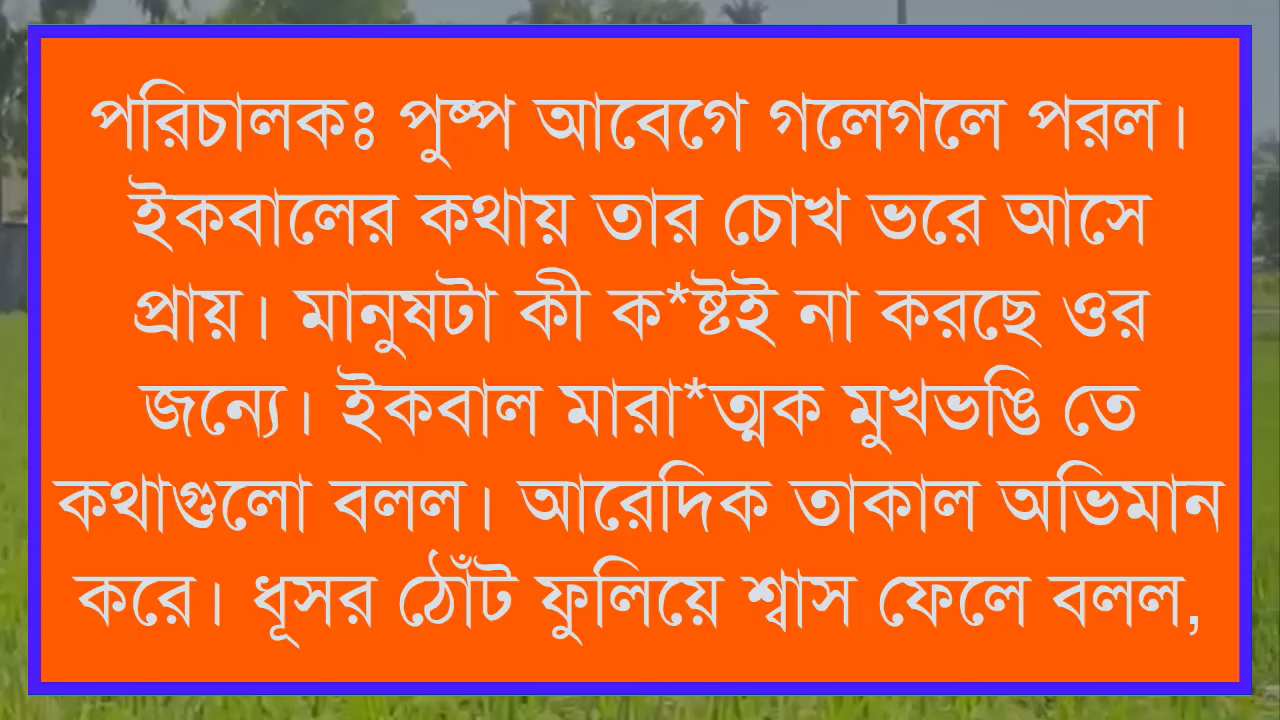 পরিচালকঃ পুষ্প আবেগে গলেগলে পরল।
ইকবালের কথায় তার চোখ ভরে আসে
প্রায়। মানুষটা কী ক*ষ্টই না করছে ওর
জন্যে। ইকবাল মারা*ত্মক মুখভঙি তে
কথাগুলো বলল। আরেদিক তাকাল অভিমান
করে। ধূসর ঠোঁট ফুলিয়ে শ্বাস ফেলে বলল,